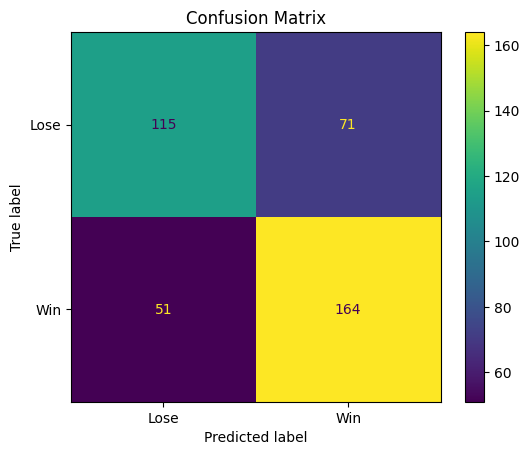 Confusion Matrix
True label
Lose
115
71
Win
51
164
Lose
Win
Predicted label
160
140
120
100
80
60